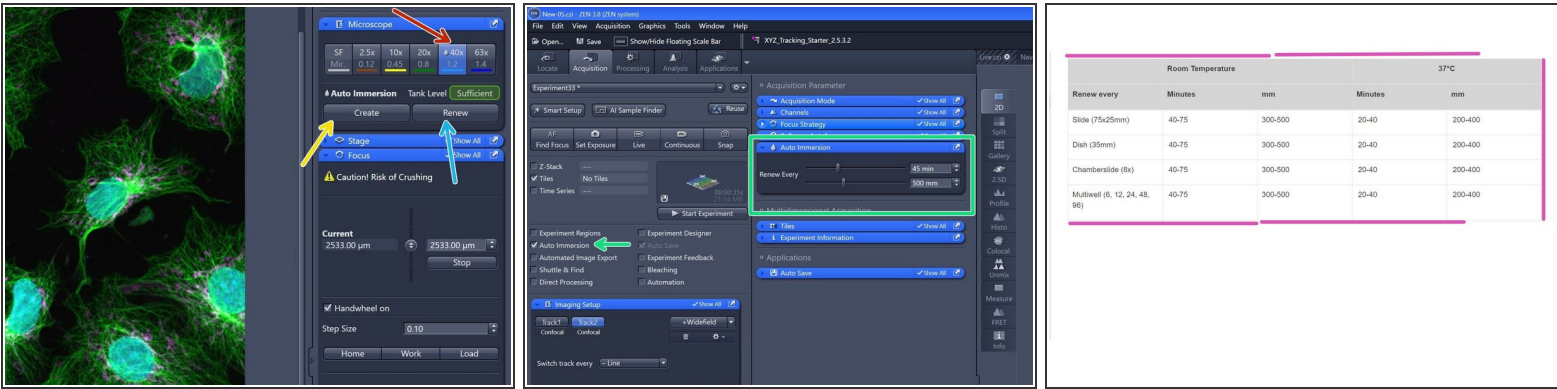 Microscope
SF 2.5x 10x 20x 40x 63x
Mir. 0.12 0.45 0.8 1.2 1.4
Auto Immersion Tank Level Sufficient
Create Renew
Stage Show All
Focus Show All
Caution! Risk of Crushing
Current
2533.00 µm 2533.00 µm
Stop
Handwheel on
Step Size 0.10
Home Work Load
New-05.czi - ZEN 3.8 (ZEN system)
File Edit View Acquisition Graphics Tools Window Help
Open... Save Show/Hide Floating Scale Bar XYZ_Tracking_Starter_2.5.3.2
Locate Acquisition Processing Analysis Applications
Experiment33 *
Smart Setup AI Sample Finder Reuse
AF
Find Focus Set Exposure Live Continuous Snap
Z-Stack ---
Tiles No Tiles
Time Series ---
00:00:35s
21.54 MB
Start Experiment
Experiment Regions Experiment Designer
Auto Immersion Auto Save
Automated Image Export Experiment Feedback
Shuttle & Find Bleaching
Direct Processing Automation
Imaging Setup Show All
Track1 Track2 +Widefield
Confocal Confocal
Switch track every Line
Acquisition Parameter
Acquisition Mode Show All
Channels Show All
Focus Strategy Show All
Auto Immersion
Renew Every
45 min
500 mm
Multidimensional Acquisition
Tiles Show All
Experiment Information Show All
Applications
Auto Save Show All
2D
Split
Gallery
2.5D
Profile
Histo
Colocal.
Unmix
Measure
FRET
Info
Room Temperature 37°C
Renew every Minutes mm Minutes mm
Slide (75x25mm) 40-75 300-500 20-40 200-400
Dish (35mm) 40-75 300-500 20-40 200-400
Chamberslide (8x) 40-75 300-500 20-40 200-400
Multiwell (6, 12, 24, 48, 40-75 300-500 20-40 200-400
96)